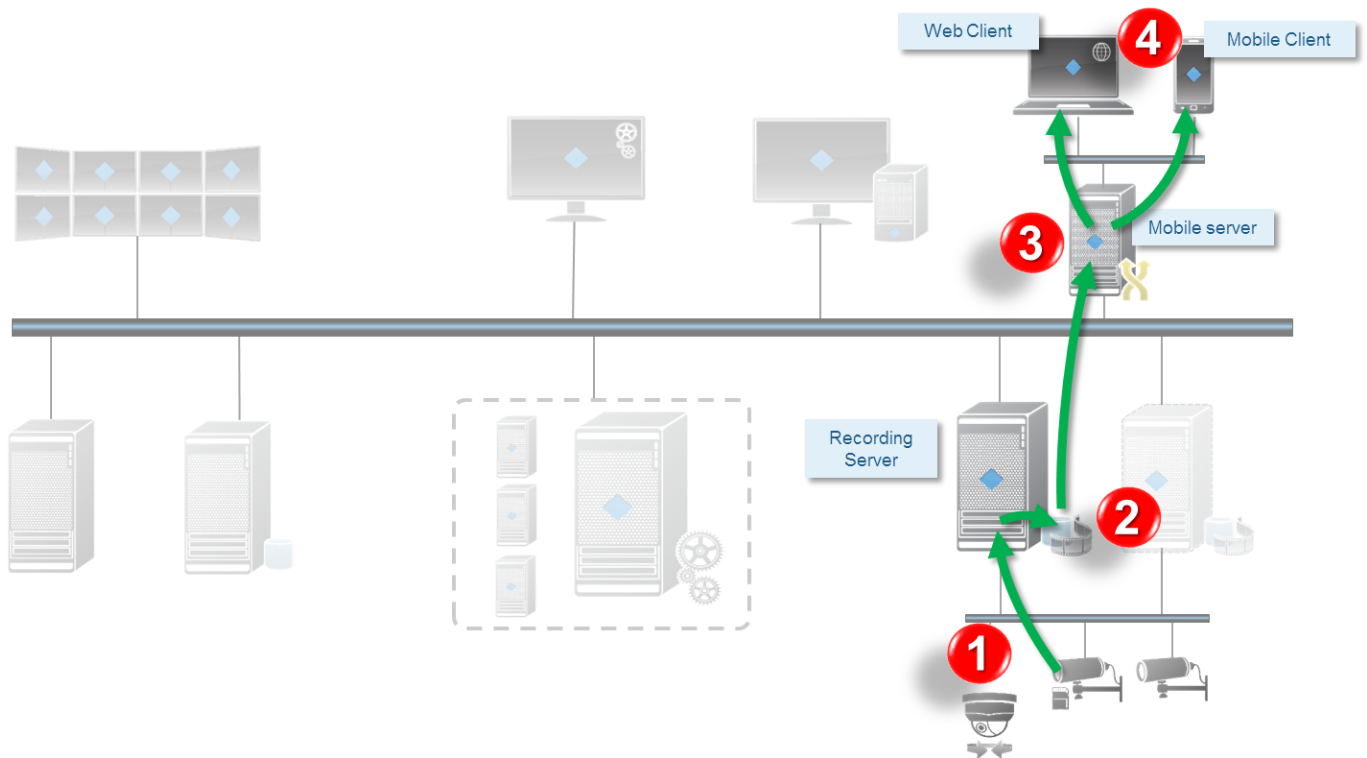 Web Client
4
Mobile Client
3
Mobile server
Recording
Server
2
1